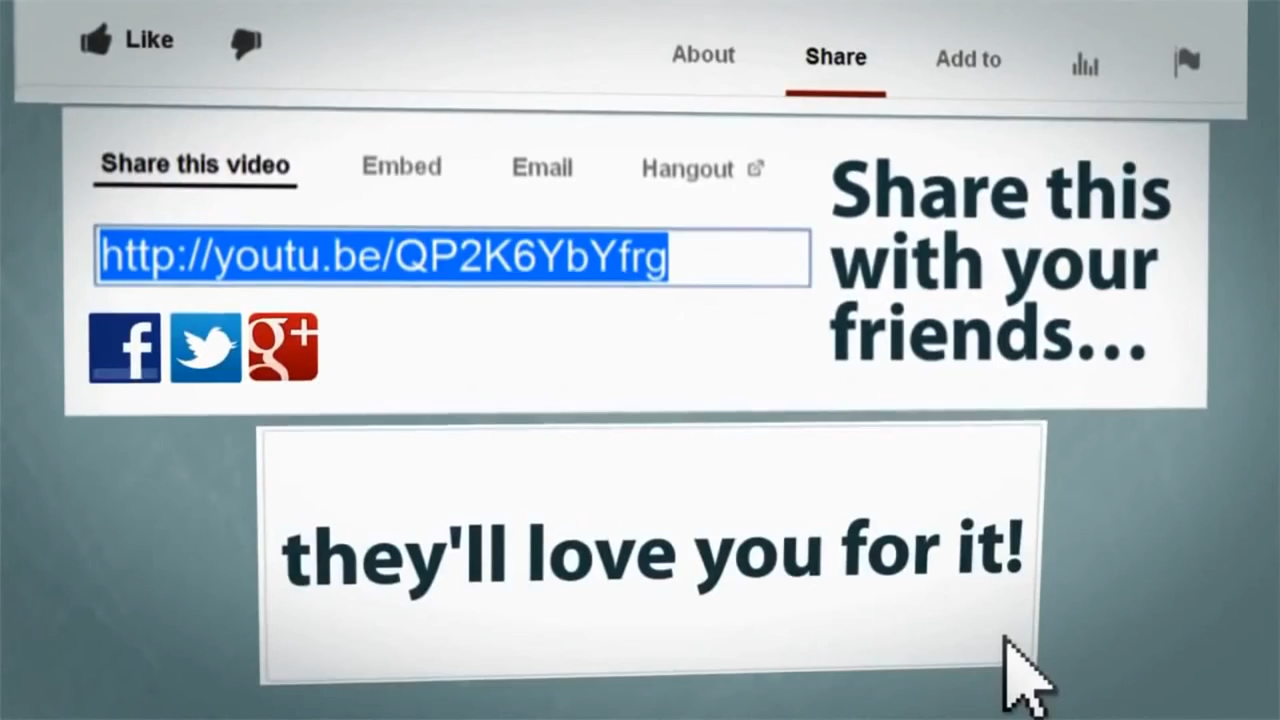 Like
About Share Add to
Share this video Embed Email Hangout
http://youtu.be/QP2K6YbYfrg
f g+
Share this
with your
friends...
they'll love you for it!